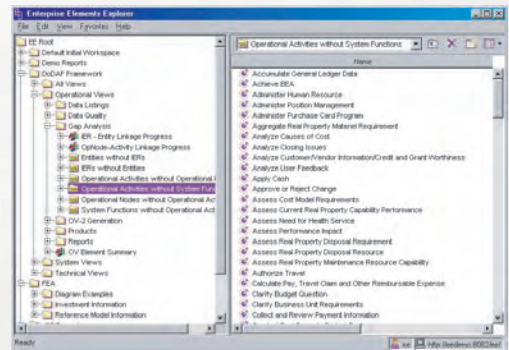 Enterprise Elements Explorer
File Edit View Favorites Help
EE Root
Default Initial Workspace
Demo Reports
DoDAF Framework
All Views
Operational Views
Data Listings
Data Quality
Gap Analysis
IER - Entity Linkage Progress
OpNode-Activity Linkage Progress
Entities without IERs
IERs without Entities
Operational Activities without Operational I
Operational Activities without System Func
Operational Nodes without Operational Ac
System Functions without Operational Act
OV-2 Generation
Products
Reports
OV Element Summary
System Views
Technical Views
FEA
Diagram Examples
Investment Information
Reference Model Information
Operational Activities without System Functions
Name
Accumulate General Ledger Data
Achieve BEA
Administer Human Resource
Administer Position Management
Administer Purchase Card Program
Aggregate Real Property Materiel Requirement
Analyze Causes of Cost
Analyze Closing Issues
Analyze Customer/Vendor Information/Credit and Grant Worthiness
Analyze User Feedback
Apply Cash
Approve or Reject Change
Assess Cost Model Requirements
Assess Current Real Property Capability Performance
Assess Need for Health Service
Assess Performance Impact
Assess Real Property Disposal Requirement
Assess Real Property Disposal Resource
Assess Real Property Maintenance Resource Capability
Authorize Travel
Calculate Pay, Travel Claim and Other Reimbursable Expense
Clarify Budget Question
Clarify Business Unit Requirements
Collect and Review Payment Information
Ready
http://eedemo:8082/ee/